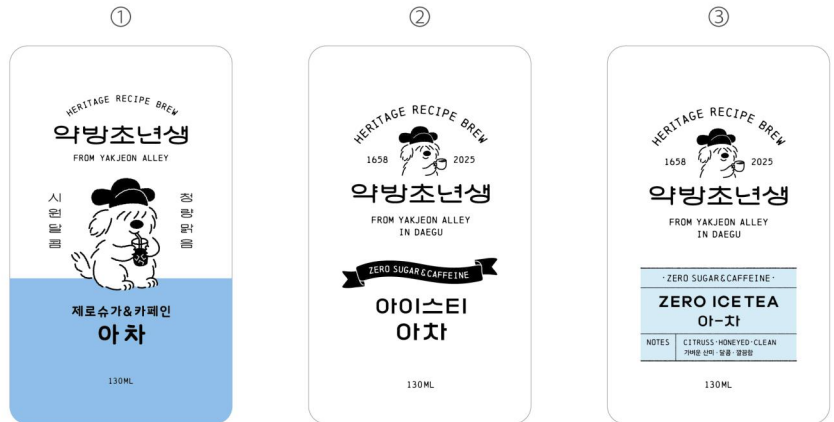 ①
HERITAGE RECIPE BREW
약방초년생
FROM YAKJEON ALLEY
시원달콤
청량맑음
제로슈가&카페인
아차
130ML
②
HERITAGE RECIPE BREW
1658 2025
약방초년생
FROM YAKJEON ALLEY
IN DAEGU
ZERO SUGAR & CAFFEINE
아이스티
아차
130ML
③
HERITAGE RECIPE BREW
1658 2025
약방초년생
FROM YAKJEON ALLEY
IN DAEGU
·ZERO SUGAR&CAFFEINE·
ZERO ICE TEA
아-차
NOTES
CITRUSS·HONEYED·CLEAN
가벼운 산미·달콤·깔끔함
130ML